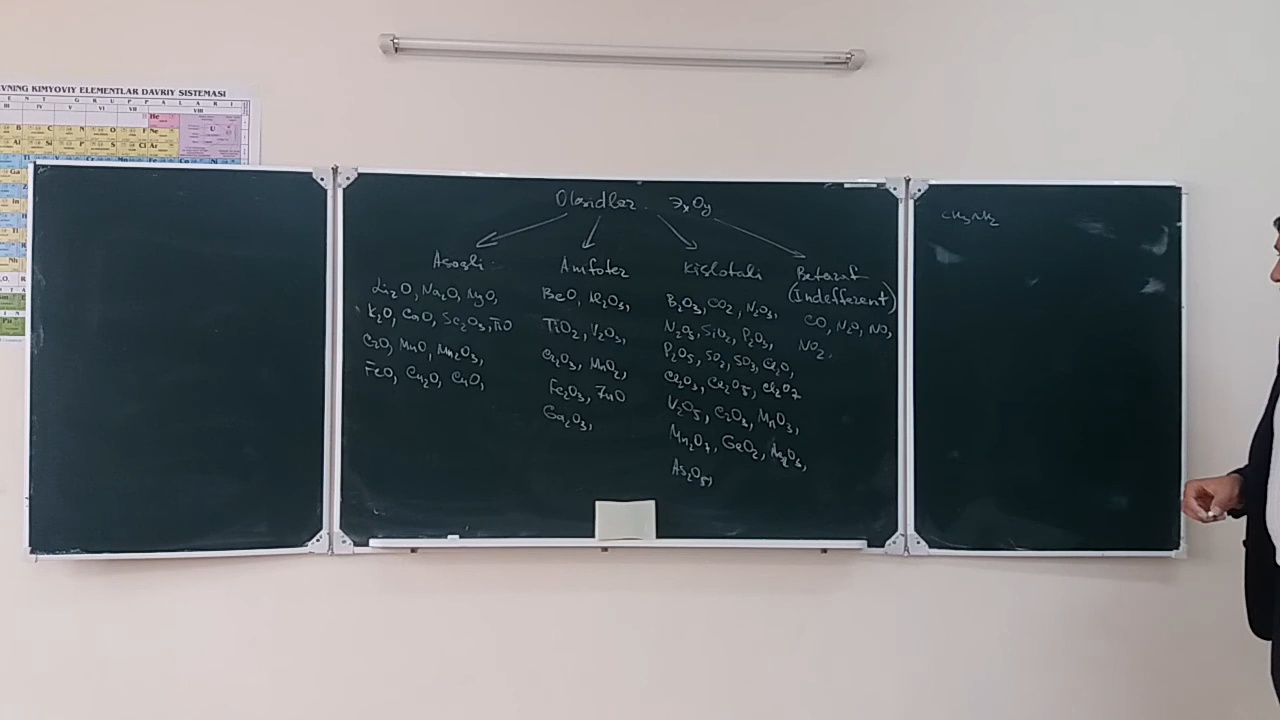 VNING KIMYOVIY ELEMENTLAR DAVRIY SISTEMASI
Oksidlar. ExOy
Asosli
Li₂O, Na₂O, MgO,
K₂O, CaO, Sc₂O₃, TiO
CrO, MnO, Mn₂O₃,
FeO, Cu₂O, CuO,
Amfoter
BeO, Al₂O₃,
TiO₂, V₂O₃,
Cr₂O₃, MnO₂,
Fe₂O₃, ZnO
Ga₂O₃,
Kislotali
B₂O₃, CO₂, N₂O₃,
N₂O₅, SiO₂, P₂O₃,
P₂O₅, SO₂, SO₃, Cl₂O,
Cl₂O₃, Cl₂O₅, Cl₂O₇
V₂O₅, CrO₃, MnO₃,
Mn₂O₇, GeO₂, As₂O₃,
As₂O₅,
Betaraf
(Indefferent)
CO, N₂O, NO,
NO₂.
CH₃NH₂